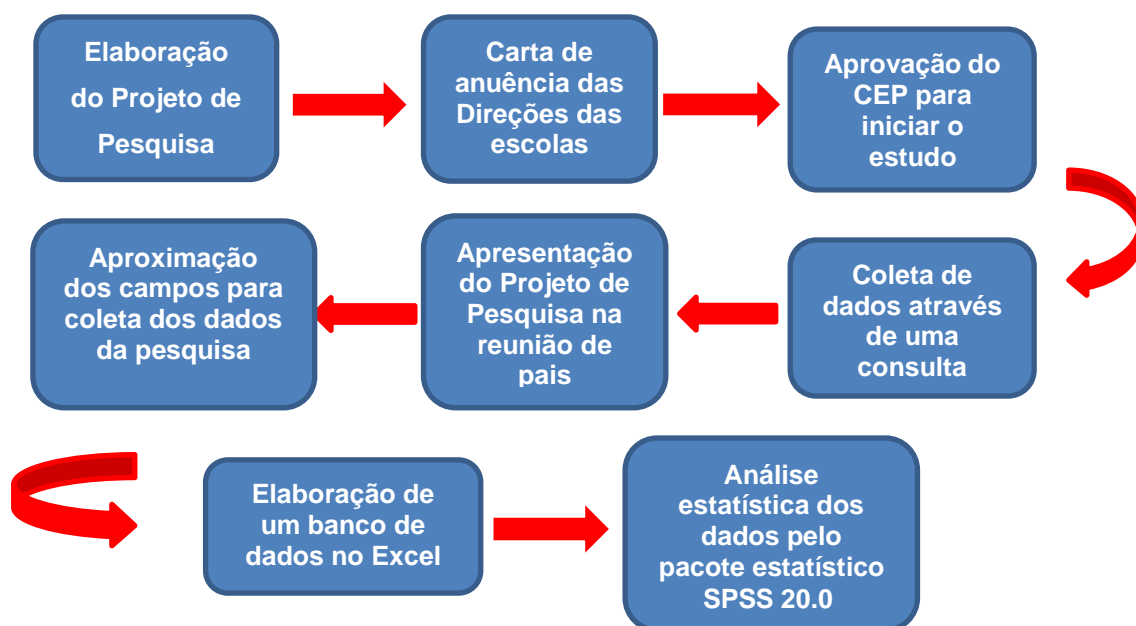 Elaboração
do Projeto de
Pesquisa
Carta de
anuência das
Direções das
escolas
Aprovação do
CEP para
iniciar o
estudo
Coleta de
dados através
de uma
consulta
Apresentação
do Projeto de
Pesquisa na
reunião de
pais
Aproximação
dos campos para
coleta dos dados
da pesquisa
Elaboração de
um banco de
dados no Excel
Análise
estatística dos
dados pelo
pacote estatístico
SPSS 20.0